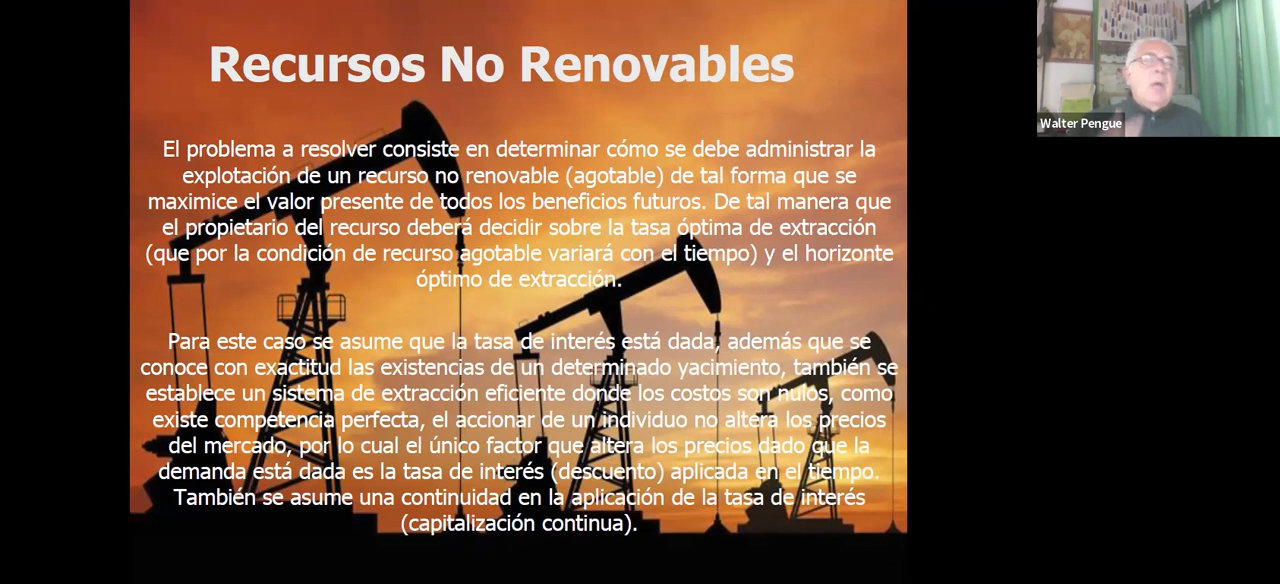 Recursos No Renovables
El problema a resolver consiste en determinar cómo se debe administrar la
explotación de un recurso no renovable (agotable) de tal forma que se
maximice el valor presente de todos los beneficios futuros. De tal manera que
el propietario del recurso deberá decidir sobre la tasa óptima de extracción
(que por la condición de recurso agotable variará con el tiempo) y el horizonte
óptimo de extracción.
Para este caso se asume que la tasa de interés está dada, además que se
conoce con exactitud las existencias de un determinado yacimiento, también se
establece un sistema de extracción eficiente donde los costos son nulos, como
existe competencia perfecta, el accionar de un individuo no altera los precios
del mercado, por lo cual el único factor que altera los precios dado que la
demanda está dada es la tasa de interés (descuento) aplicada en el tiempo.
También se asume una continuidad en la aplicación de la tasa de interés
(capitalización continua).
Walter Pengue